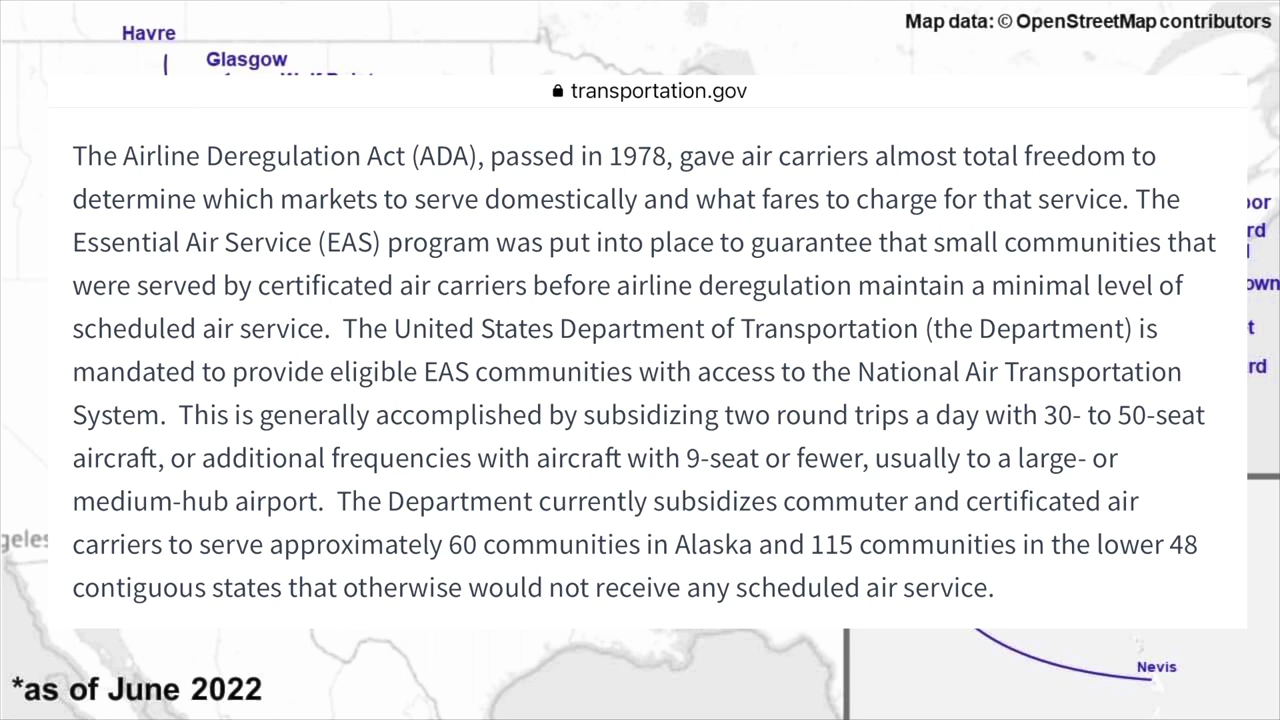 Havre
Map data: © OpenStreetMap contributors
Glasgow
transportation.gov
The Airline Deregulation Act (ADA), passed in 1978, gave air carriers almost total freedom to
determine which markets to serve domestically and what fares to charge for that service. The
Essential Air Service (EAS) program was put into place to guarantee that small communities that
were served by certificated air carriers before airline deregulation maintain a minimal level of
scheduled air service. The United States Department of Transportation (the Department) is
mandated to provide eligible EAS communities with access to the National Air Transportation
System. This is generally accomplished by subsidizing two round trips a day with 30- to 50-seat
aircraft, or additional frequencies with aircraft with 9-seat or fewer, usually to a large- or
medium-hub airport. The Department currently subsidizes commuter and certificated air
carriers to serve approximately 60 communities in Alaska and 115 communities in the lower 48
contiguous states that otherwise would not receive any scheduled air service.
Nevis
*as of June 2022